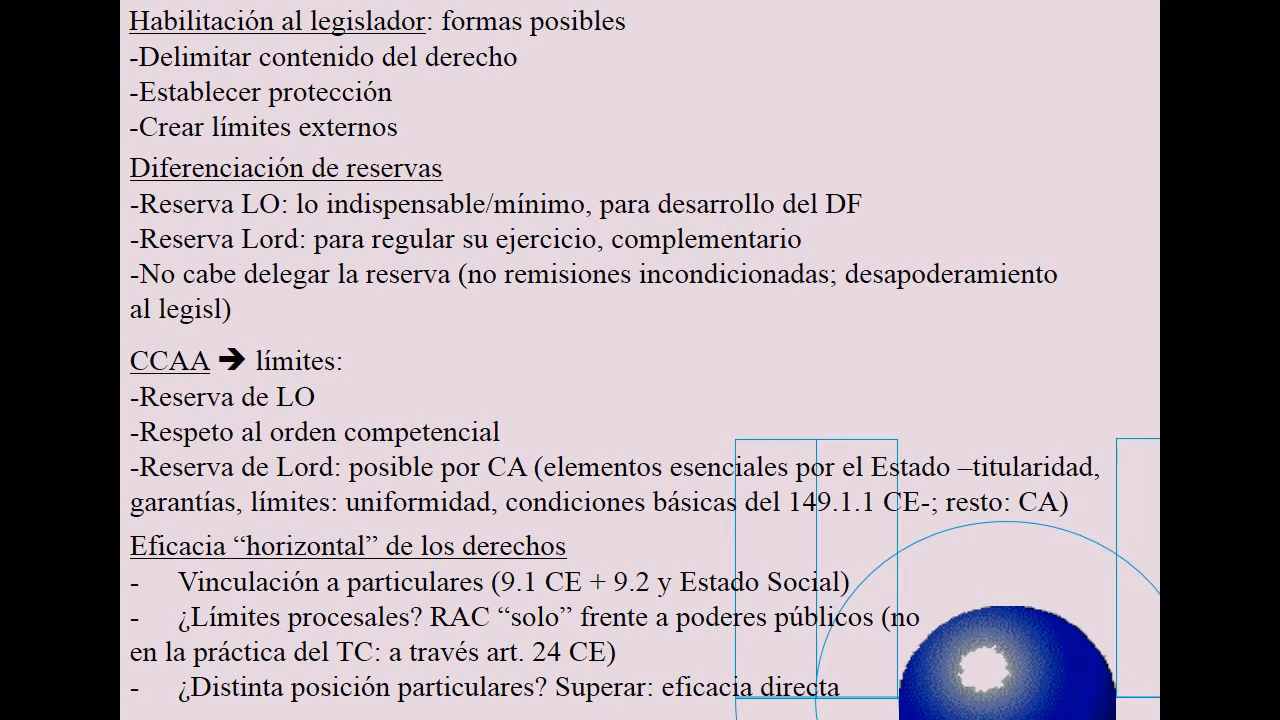 Habilitación al legislador: formas posibles
-Delimitar contenido del derecho
-Establecer protección
-Crear límites externos
Diferenciación de reservas
-Reserva LO: lo indispensable/mínimo, para desarrollo del DF
-Reserva Lord: para regular su ejercicio, complementario
-No cabe delegar la reserva (no remisiones incondicionadas; desapoderamiento
al legisl)
CCAA ➔ límites:
-Reserva de LO
-Respeto al orden competencial
-Reserva de Lord: posible por CA (elementos esenciales por el Estado –titularidad,
garantías, límites: uniformidad, condiciones básicas del 149.1.1 CE-; resto: CA)
Eficacia “horizontal” de los derechos
- Vinculación a particulares (9.1 CE + 9.2 y Estado Social)
- ¿Límites procesales? RAC “solo” frente a poderes públicos (no
en la práctica del TC: a través art. 24 CE)
- ¿Distinta posición particulares? Superar: eficacia directa